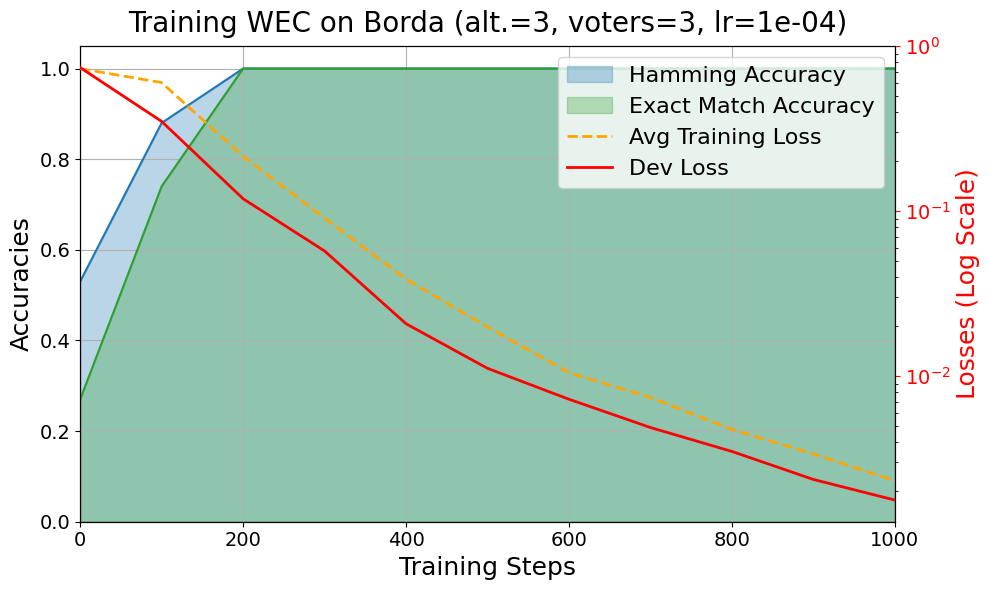 Training WEC on Borda (alt.=3, voters=3, lr=1e-04)
Accuracies
1.0
0.8
0.6
0.4
0.2
0.0
Hamming Accuracy
Exact Match Accuracy
Avg Training Loss
Dev Loss
10⁰
10⁻¹
10⁻²
Losses (Log Scale)
0 200 400 600 800 1000
Training Steps